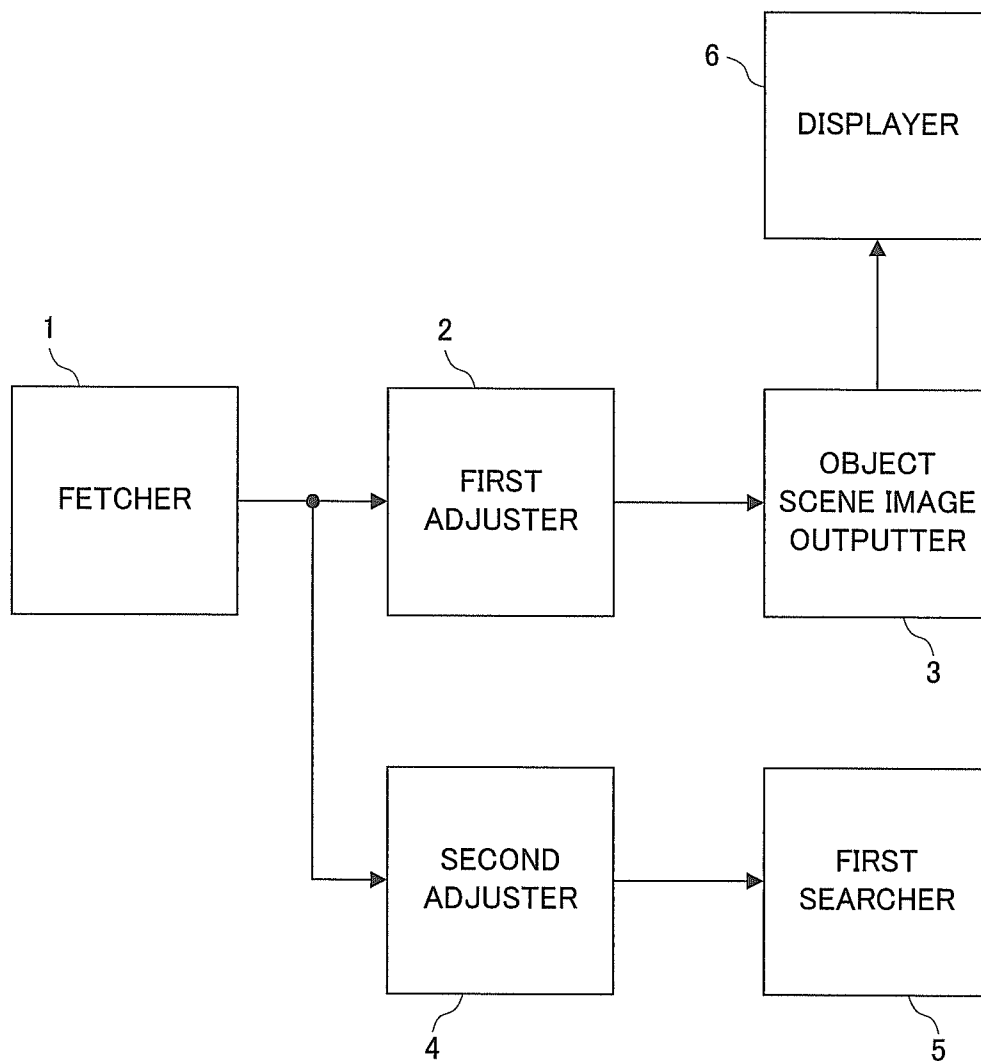 6
DISPLAYER
1
2
FETCHER
FIRST
ADJUSTER
OBJECT
SCENE IMAGE
OUTPUTTER
3
SECOND
ADJUSTER
FIRST
SEARCHER
4
5